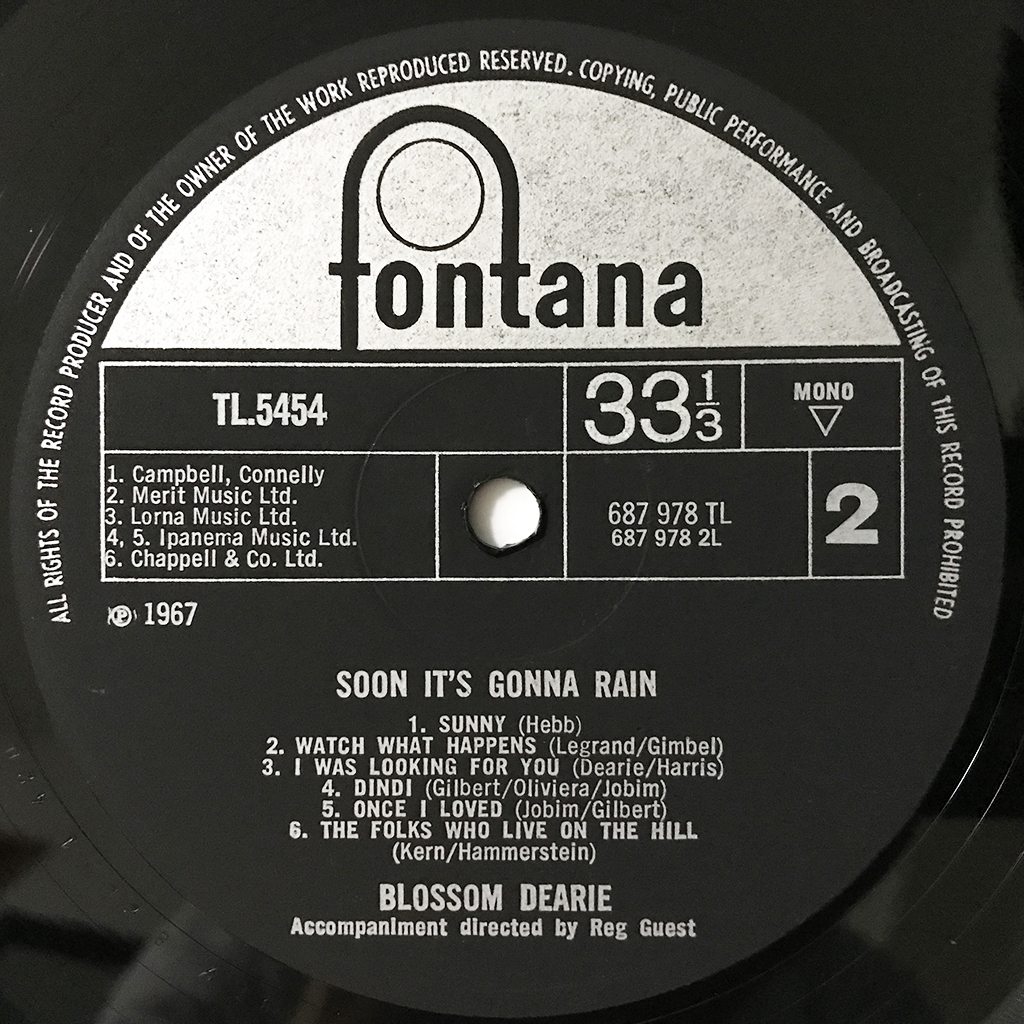 ALL RIGHTS OF THE RECORD PRODUCER AND OF THE OWNER OF THE WORK REPRODUCED RESERVED. COPYING, PUBLIC PERFORMANCE AND BROADCASTING OF THIS RECORD PROHIBITED
fontana
TL.5454
33 1/3
MONO
1. Campbell, Connelly
2. Merit Music Ltd.
3. Lorna Music Ltd.
4, 5. Ipanema Music Ltd.
6. Chappell & Co. Ltd.
687 978 TL
687 978 2L
2
℗ 1967
SOON IT'S GONNA RAIN
1. SUNNY (Hebb)
2. WATCH WHAT HAPPENS (Legrand/Gimbel)
3. I WAS LOOKING FOR YOU (Dearie/Harris)
4. DINDI (Gilbert/Oliviera/Jobim)
5. ONCE I LOVED (Jobim/Gilbert)
6. THE FOLKS WHO LIVE ON THE HILL
(Kern/Hammerstein)
BLOSSOM DEARIE
Accompaniment directed by Reg Guest